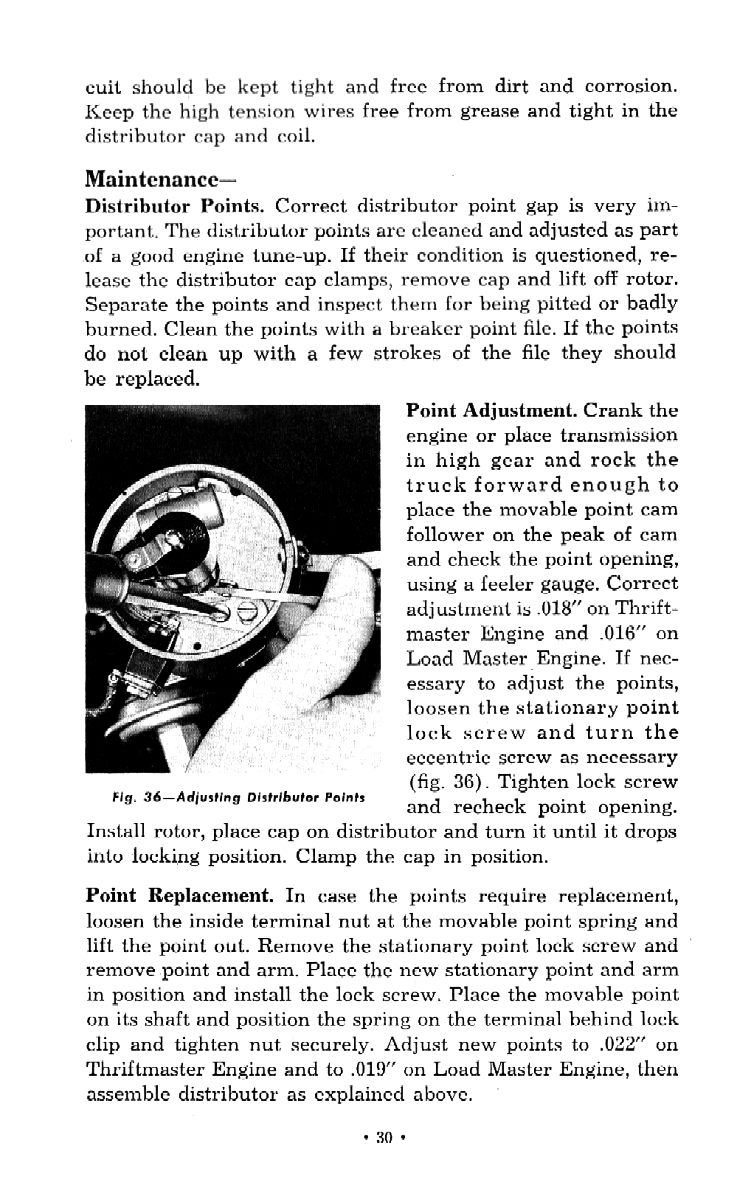 cuit should be kept tight and free from dirt and corrosion.
Keep the high tension wires free from grease and tight in the
distributor cap and coil.
Maintenance—
Distributor Points. Correct distributor point gap is very im-
portant. The distributor points are cleaned and adjusted as part
of a good engine tune-up. If their condition is questioned, re-
lease the distributor cap clamps, remove cap and lift off rotor.
Separate the points and inspect them for being pitted or badly
burned. Clean the points with a breaker point file. If the points
do not clean up with a few strokes of the file they should
be replaced.
Point Adjustment. Crank the
engine or place transmission
in high gear and rock the
truck forward enough to
place the movable point cam
follower on the peak of cam
and check the point opening,
using a feeler gauge. Correct
adjustment is .018″ on Thrift-
master Engine and .016″ on
Load Master Engine. If nec-
essary to adjust the points,
loosen the stationary point
lock screw and turn the
eccentric screw as necessary
(fig. 36). Tighten lock screw
and recheck point opening.
Fig. 36—Adjusting Distributor Points
Install rotor, place cap on distributor and turn it until it drops
into locking position. Clamp the cap in position.
Point Replacement. In case the points require replacement,
loosen the inside terminal nut at the movable point spring and
lift the point out. Remove the stationary point lock screw and
remove point and arm. Place the new stationary point and arm
in position and install the lock screw. Place the movable point
on its shaft and position the spring on the terminal behind lock
clip and tighten nut securely. Adjust new points to .022″ on
Thriftmaster Engine and to .019″ on Load Master Engine, then
assemble distributor as explained above.
• 30 •